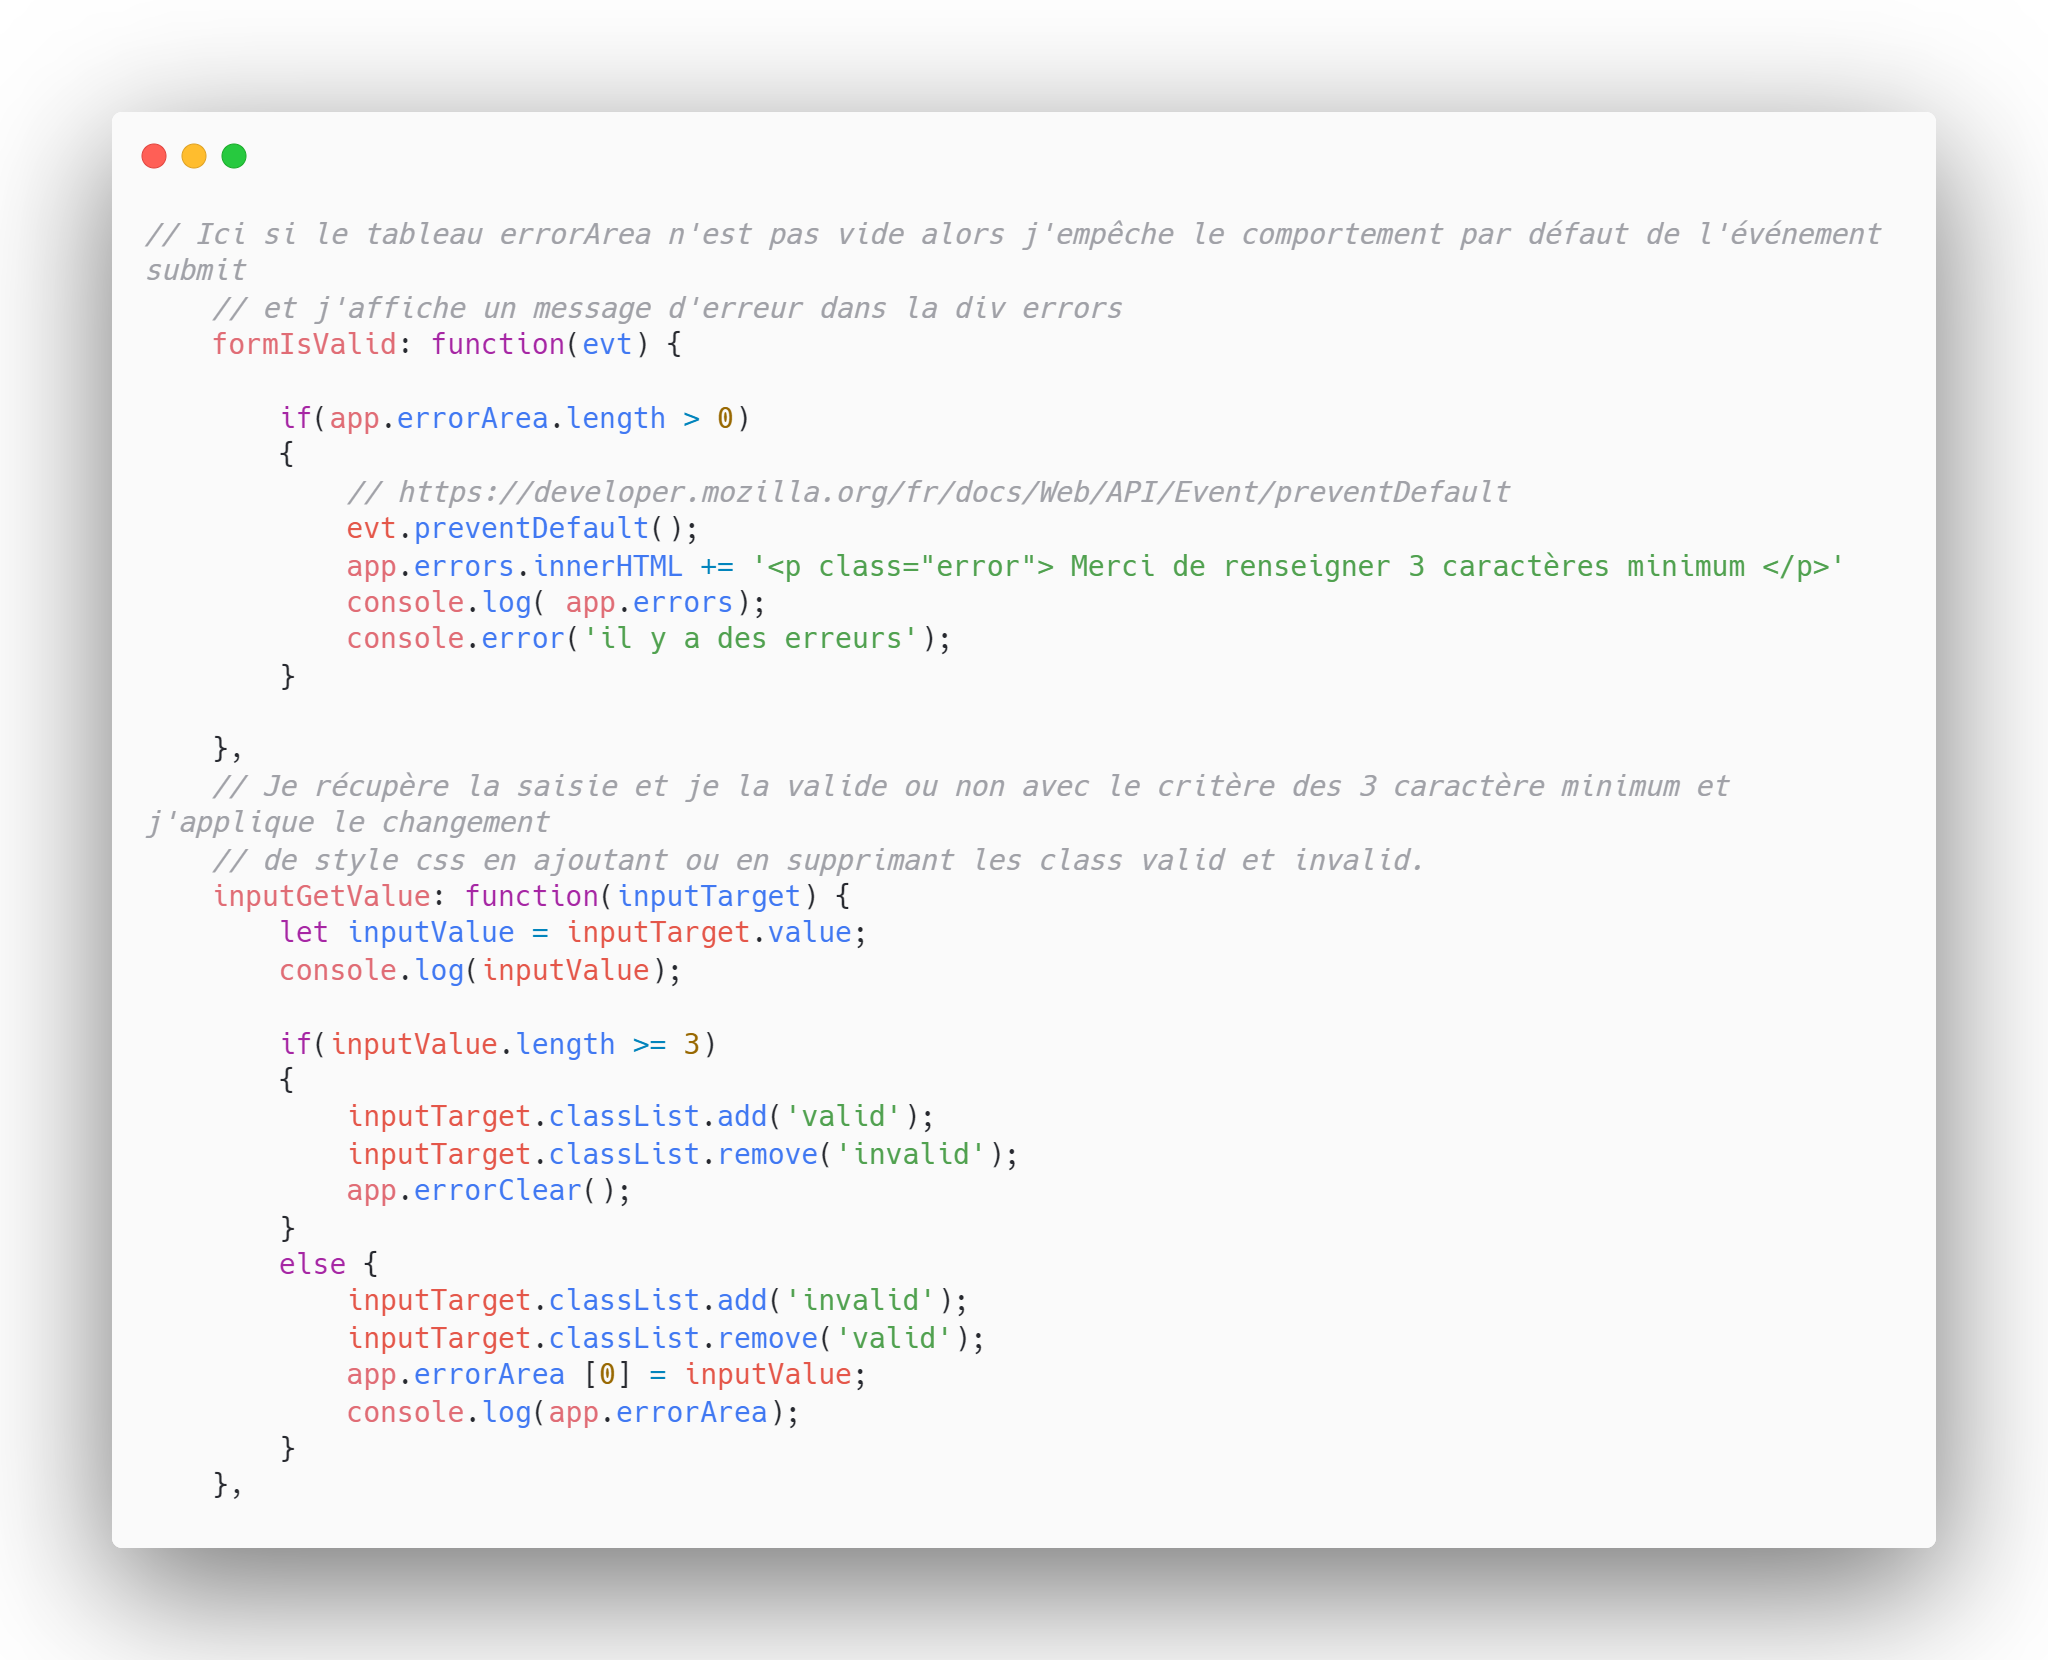 // Ici si le tableau errorArea n'est pas vide alors j'empêche le comportement par défaut de l'événement
submit
    // et j'affiche un message d'erreur dans la div errors
    formIsValid: function(evt) {

        if(app.errorArea.length > 0)
        {
            // https://developer.mozilla.org/fr/docs/Web/API/Event/preventDefault
            evt.preventDefault();
            app.errors.innerHTML += '<p class="error"> Merci de renseigner 3 caractères minimum </p>'
            console.log( app.errors);
            console.error('il y a des erreurs');
        }

    },
    // Je récupère la saisie et je la valide ou non avec le critère des 3 caractère minimum et
j'applique le changement
    // de style css en ajoutant ou en supprimant les class valid et invalid.
    inputGetValue: function(inputTarget) {
        let inputValue = inputTarget.value;
        console.log(inputValue);

        if(inputValue.length >= 3)
        {
            inputTarget.classList.add('valid');
            inputTarget.classList.remove('invalid');
            app.errorClear();
        }
        else {
            inputTarget.classList.add('invalid');
            inputTarget.classList.remove('valid');
            app.errorArea [0] = inputValue;
            console.log(app.errorArea);
        }
    },